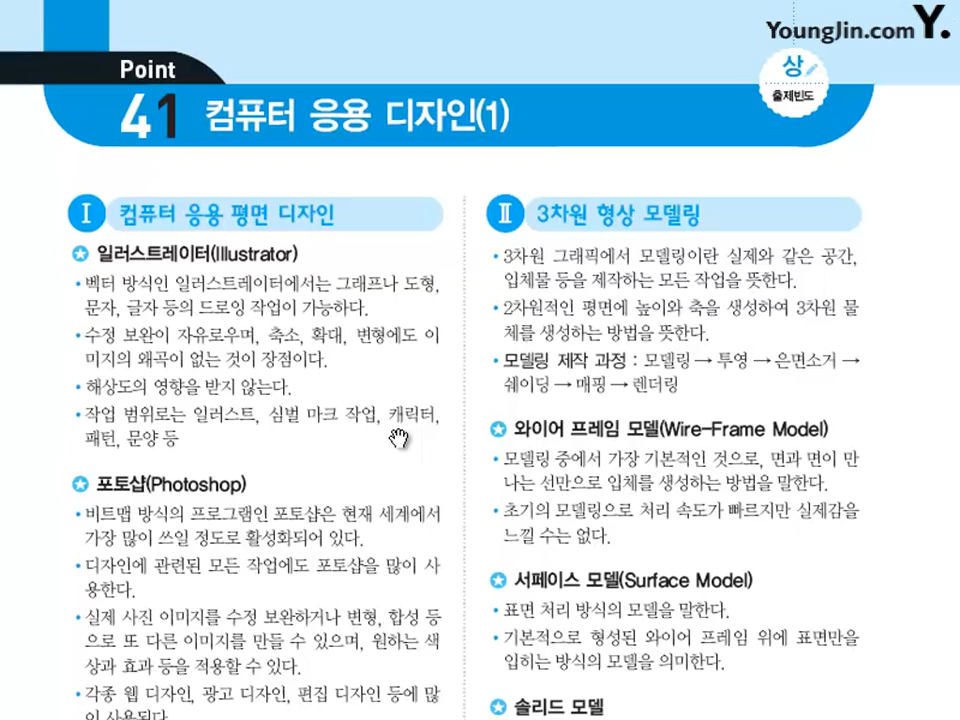 YoungJin.com Y.
Point
상
출제빈도
41 컴퓨터 응용 디자인(1)
Ⅰ 컴퓨터 응용 평면 디자인
일러스트레이터(Illustrator)
• 벡터 방식인 일러스트레이터에서는 그래프나 도형,
문자, 글자 등의 드로잉 작업이 가능하다.
• 수정 보완이 자유로우며, 축소, 확대, 변형에도 이
미지의 왜곡이 없는 것이 장점이다.
• 해상도의 영향을 받지 않는다.
• 작업 범위로는 일러스트, 심벌 마크 작업, 캐릭터,
패턴, 문양 등
포토샵(Photoshop)
• 비트맵 방식의 프로그램인 포토샵은 현재 세계에서
가장 많이 쓰일 정도로 활성화되어 있다.
• 디자인에 관련된 모든 작업에도 포토샵을 많이 사
용한다.
• 실제 사진 이미지를 수정 보완하거나 변형, 합성 등
으로 또 다른 이미지를 만들 수 있으며, 원하는 색
상과 효과 등을 적용할 수 있다.
• 각종 웹 디자인, 광고 디자인, 편집 디자인 등에 많
이 사용된다.
Ⅱ 3차원 형상 모델링
• 3차원 그래픽에서 모델링이란 실제와 같은 공간,
입체물 등을 제작하는 모든 작업을 뜻한다.
• 2차원적인 평면에 높이와 축을 생성하여 3차원 물
체를 생성하는 방법을 뜻한다.
• 모델링 제작 과정 : 모델링 → 투영 → 은면소거 →
쉐이딩 → 매핑 → 렌더링
와이어 프레임 모델(Wire-Frame Model)
• 모델링 중에서 가장 기본적인 것으로, 면과 면이 만
나는 선만으로 입체를 생성하는 방법을 말한다.
• 초기의 모델링으로 처리 속도가 빠르지만 실제감을
느낄 수는 없다.
서페이스 모델(Surface Model)
• 표면 처리 방식의 모델을 말한다.
• 기본적으로 형성된 와이어 프레임 위에 표면만을
입히는 방식의 모델을 의미한다.
솔리드 모델